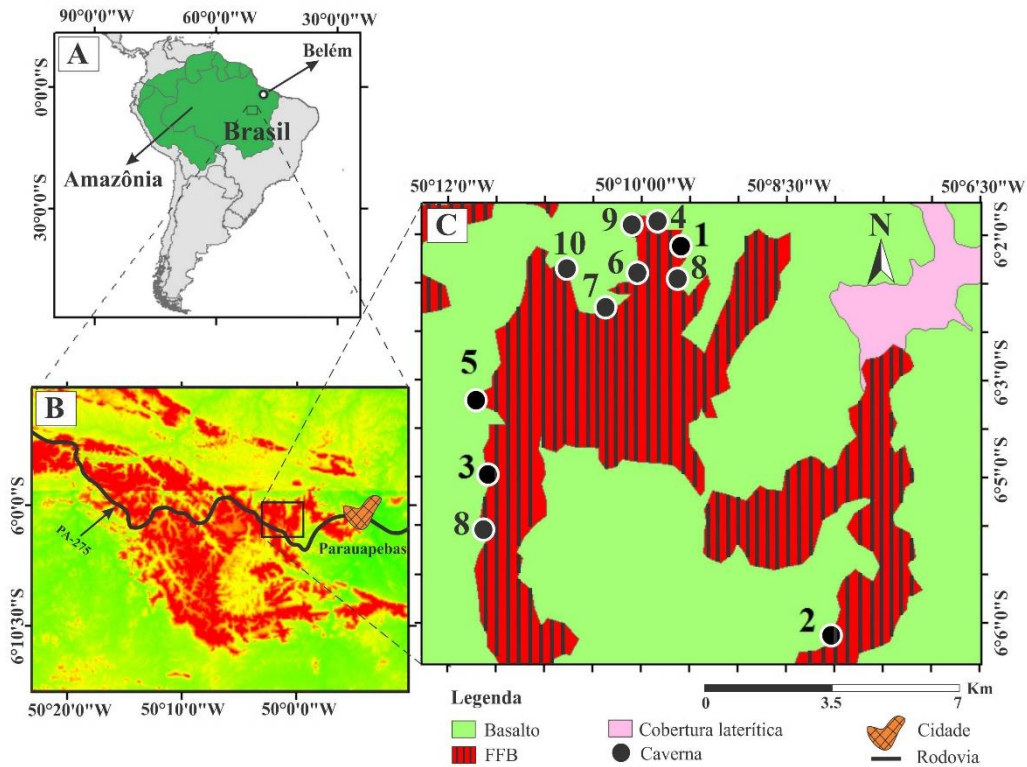 90°0'0"W 60°0'0"W 30°0'0"W
A
Belém
0°0'0"S
Brasil
Amazônia
30°0'0"S
50°12'0"W 50°10'0"W 50°8'3"W 50°6'3"W
C
N
9 4
1
10 6 8
7
5
3
8
2
6°2'0"S
6°3'0"S
6°5'0"S
6°6'0"S
B
6°0'0"S
PA-275
Parauapebas
6°10'30"S
50°20'0"W 50°10'0"W 50°0'0"W
Legenda
Km
0 3.5 7
Basalto Cobertura laterítica Cidade
FFB Caverna Rodovia